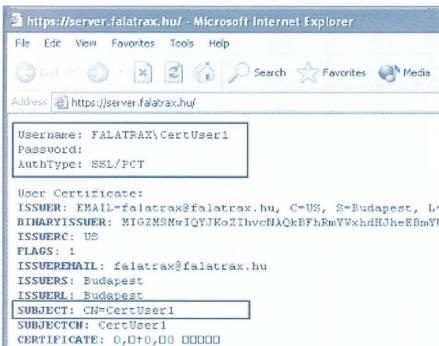 https://server.falatrax.hu/ - Microsoft Internet Explorer
File Edit View Favorites Tools Help
Back Search Favorites Media
Address https://server.falatrax.hu/
Username: FALATRAX\CertUser1
Password:
AuthType: SSL/PCT
User Certificate:
ISSUER: EMAIL=falatrax@falatrax.hu, C=US, S=Budapest, L=
BINARYISSUER:
ISSUERC: US
FLAGS: 1
ISSUEREMAIL: falatrax@falatrax.hu
ISSUERS: Budapest
ISSUERL: Budapest
SUBJECT: CN=CertUser1
SUBJECTCN: CertUser1
CERTIFICATE: 0,□†0,□0 □□□□□